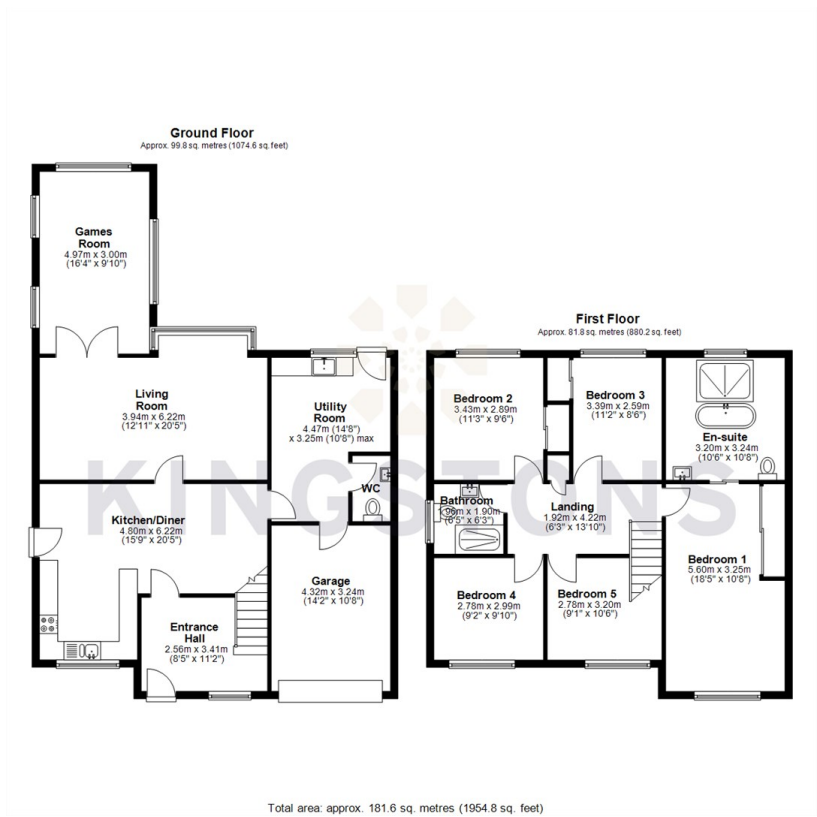 Ground Floor
Approx. 99.8 sq. metres (1074.6 sq. feet)
Games
Room
4.97m x 3.00m
(16'4" x 9'10")
Living
Room
3.94m x 6.22m
(12'11" x 20'5")
Utility
Room
4.47m (14'8")
x 3.25m (10'8") max
WC
Kitchen/Diner
4.80m x 6.22m
(15'9" x 20'5")
Garage
4.32m x 3.24m
(14'2" x 10'8")
Entrance
Hall
2.56m x 3.41m
(8'5" x 11'2")
First Floor
Approx. 81.8 sq. metres (880.2 sq. feet)
Bedroom 2
3.43m x 2.89m
(11'3" x 9'6")
Bedroom 3
3.39m x 2.59m
(11'2" x 8'6")
En-suite
3.20m x 3.24m
(10'6" x 10'8")
Bathroom
1.90m
6'3")
Landing
1.92m x 4.22m
(6'3" x 13'10")
Bedroom 1
5.60m x 3.25m
(18'5" x 10'8")
Bedroom 4
2.78m x 2.99m
(9'2" x 9'10")
Bedroom 5
2.78m x 3.20m
(9'1" x 10'6")
KINGSTONS
Total area: approx. 181.6 sq. metres (1954.8 sq. feet)